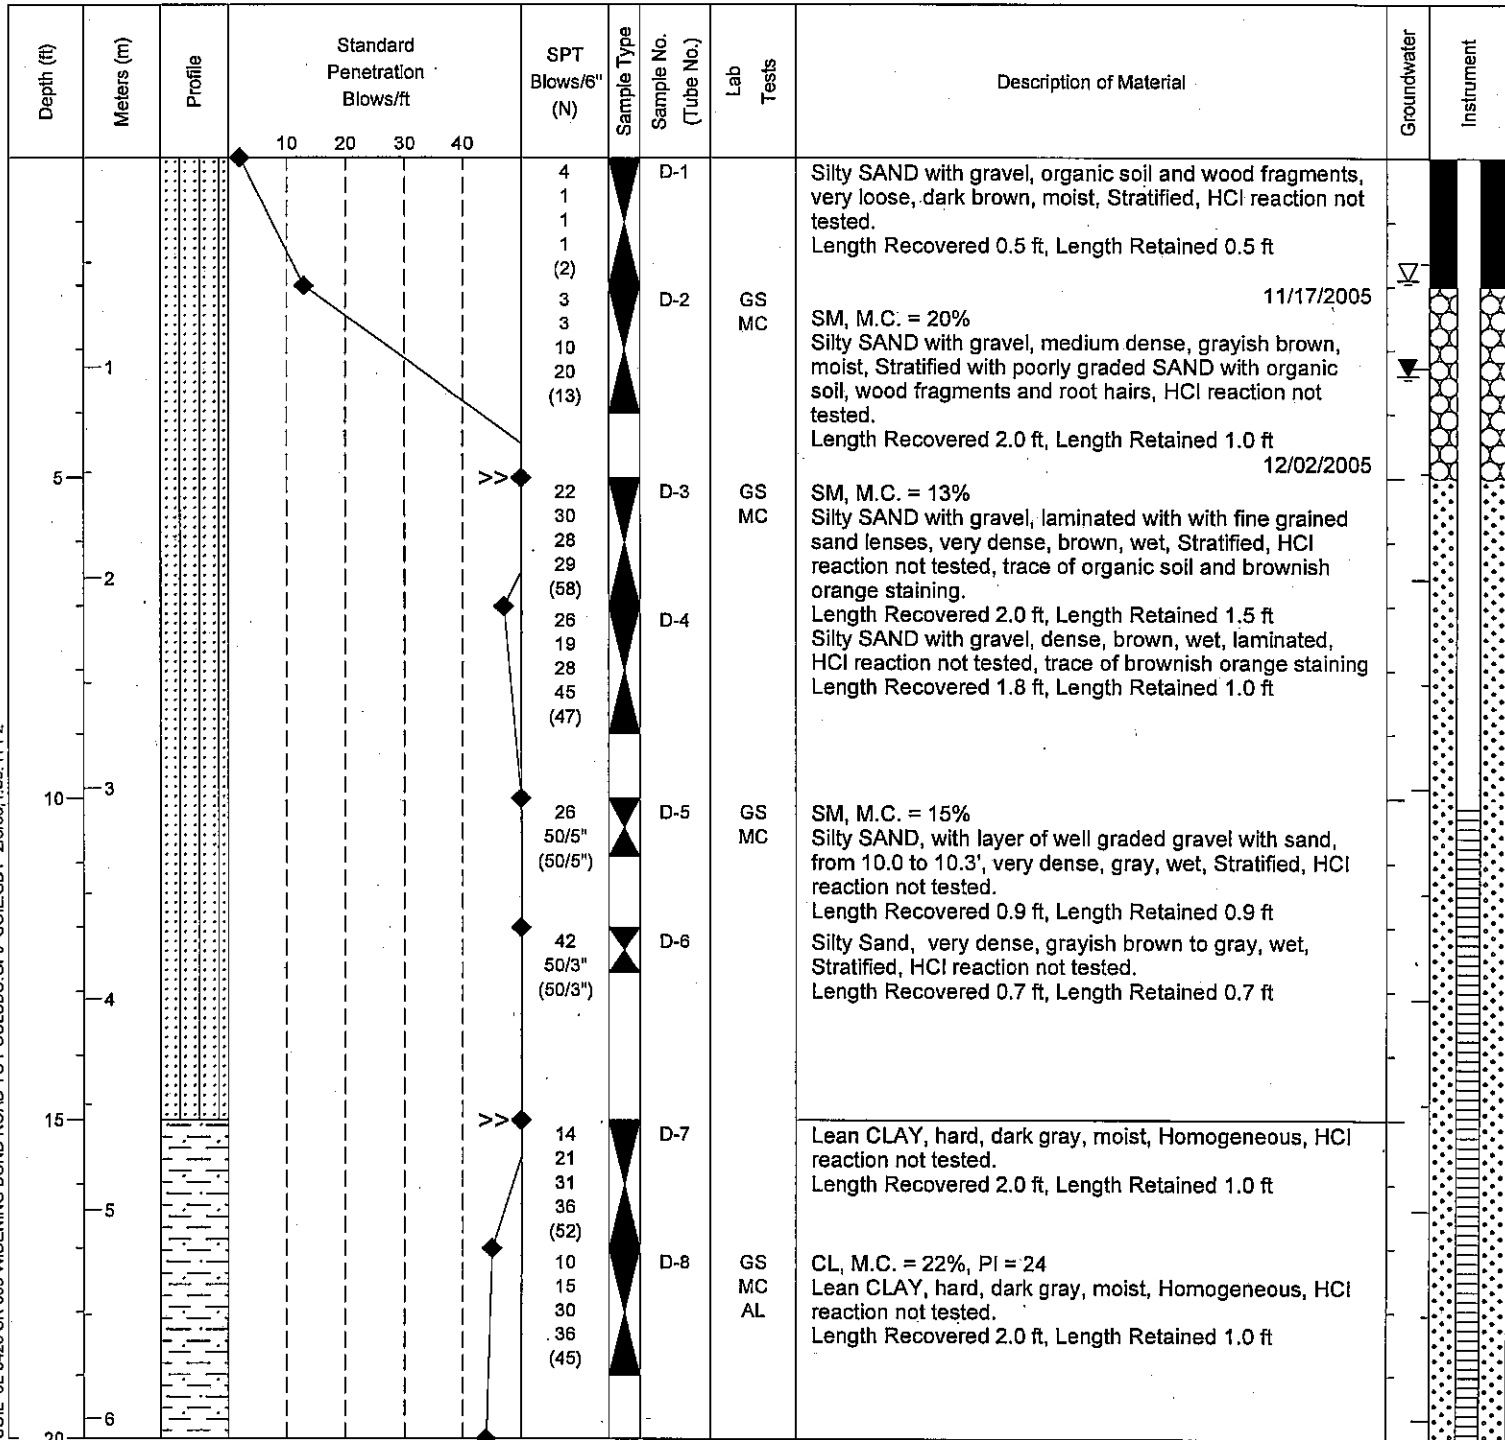 Depth (ft)
Meters (m)
Profile
Standard
Penetration
Blows/ft
10 20 30 40
SPT
Blows/6"
(N)
Sample Type
Sample No.
(Tube No.)
Lab
Tests
Description of Material
Groundwater
Instrument
4
1
1
1
(2)
D-1
Silty SAND with gravel, organic soil and wood fragments,
very loose, dark brown, moist, Stratified, HCl reaction not
tested.
Length Recovered 0.5 ft, Length Retained 0.5 ft
11/17/2005
3
3
10
20
(13)
D-2
GS
MC
SM, M.C. = 20%
Silty SAND with gravel, medium dense, grayish brown,
moist, Stratified with poorly graded SAND with organic
soil, wood fragments and root hairs, HCl reaction not
tested.
Length Recovered 2.0 ft, Length Retained 1.0 ft
12/02/2005
1
5
>>
22
30
28
29
(58)
D-3
GS
MC
SM, M.C. = 13%
Silty SAND with gravel, laminated with with fine grained
sand lenses, very dense, brown, wet, Stratified, HCl
reaction not tested, trace of organic soil and brownish
orange staining.
Length Recovered 2.0 ft, Length Retained 1.5 ft
2
26
19
28
45
(47)
D-4
Silty SAND with gravel, dense, brown, wet, laminated,
HCl reaction not tested, trace of brownish orange staining
Length Recovered 1.8 ft, Length Retained 1.0 ft
3
10
26
50/5"
(50/5")
D-5
GS
MC
SM, M.C. = 15%
Silty SAND, with layer of well graded gravel with sand,
from 10.0 to 10.3', very dense, gray, wet, Stratified, HCl
reaction not tested.
Length Recovered 0.9 ft, Length Retained 0.9 ft
42
50/3"
(50/3")
D-6
Silty Sand, very dense, grayish brown to gray, wet,
Stratified, HCl reaction not tested.
Length Recovered 0.7 ft, Length Retained 0.7 ft
4
15
>>
14
21
31
36
(52)
D-7
Lean CLAY, hard, dark gray, moist, Homogeneous, HCl
reaction not tested.
Length Recovered 2.0 ft, Length Retained 1.0 ft
5
10
15
30
36
(45)
D-8
GS
MC
AL
CL, M.C. = 22%, PI = 24
Lean CLAY, hard, dark gray, moist, Homogeneous, HCl
reaction not tested.
Length Recovered 2.0 ft, Length Retained 1.0 ft
6
20